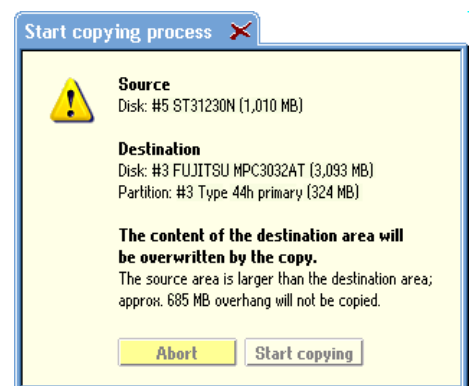 Start copying process
Source
Disk: #5 ST31230N (1,010 MB)
Destination
Disk: #3 FUJITSU MPC3032AT (3,093 MB)
Partition: #3 Type 44h primary (324 MB)
The content of the destination area will
be overwritten by the copy.
The source area is larger than the destination area;
approx. 685 MB overhang will not be copied.
Abort
Start copying